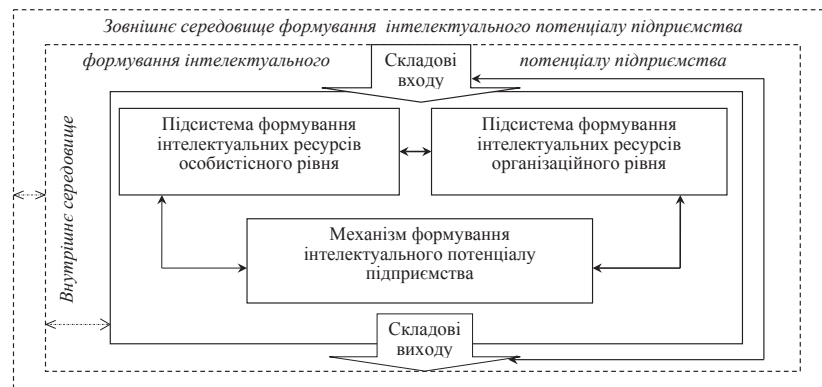 Зовнішнє середовище формування інтелектуального потенціалу підприємства
формування інтелектуального
потенціалу підприємства
Складові
входу
Внутрішнє середовище
Підсистема формування
інтелектуальних ресурсів
особистісного рівня
Підсистема формування
інтелектуальних ресурсів
організаційного рівня
Механізм формування
інтелектуального потенціалу
підприємства
Складові
виходу